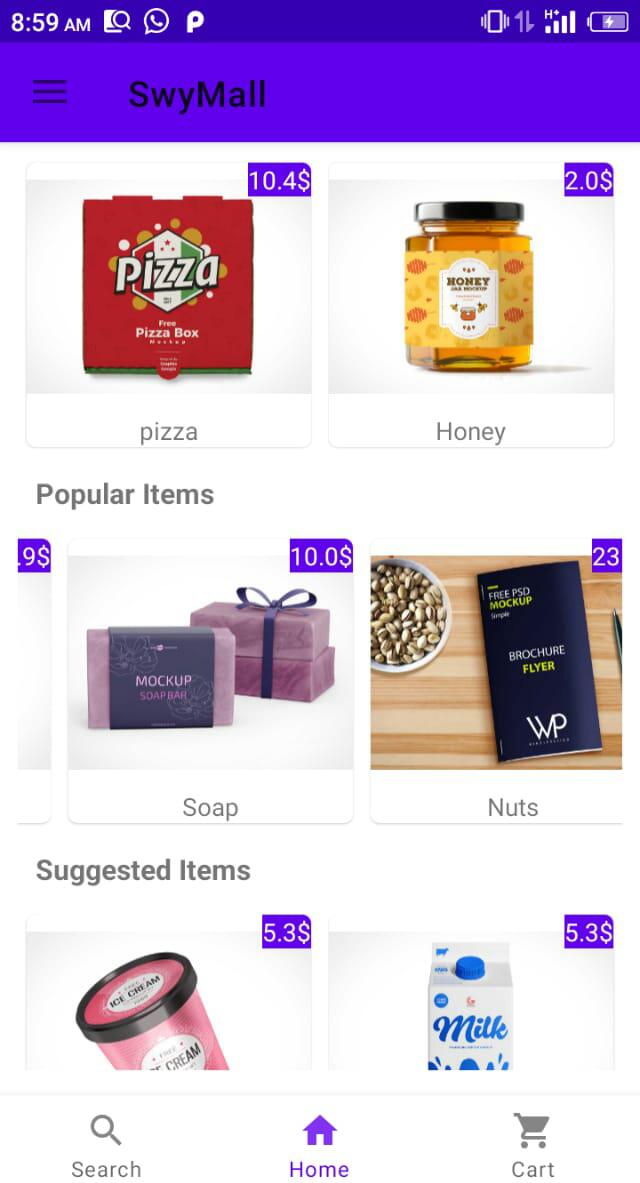 8:59 AM
H+
SwyMall
10.4$
2.0$
Pizza
Free
Pizza Box
Mockup
HONEY
JAR MOCKUP
pizza
Honey
Popular Items
.9$
10.0$
23
MOCKUP
SOAP BAR
FREE PSD
MOCKUP
Simple
BROCHURE
FLYER
WP
Soap
Nuts
Suggested Items
5.3$
5.3$
FREE
ICE CREAM
FREE
ICE CREAM
Milk
Search
Home
Cart